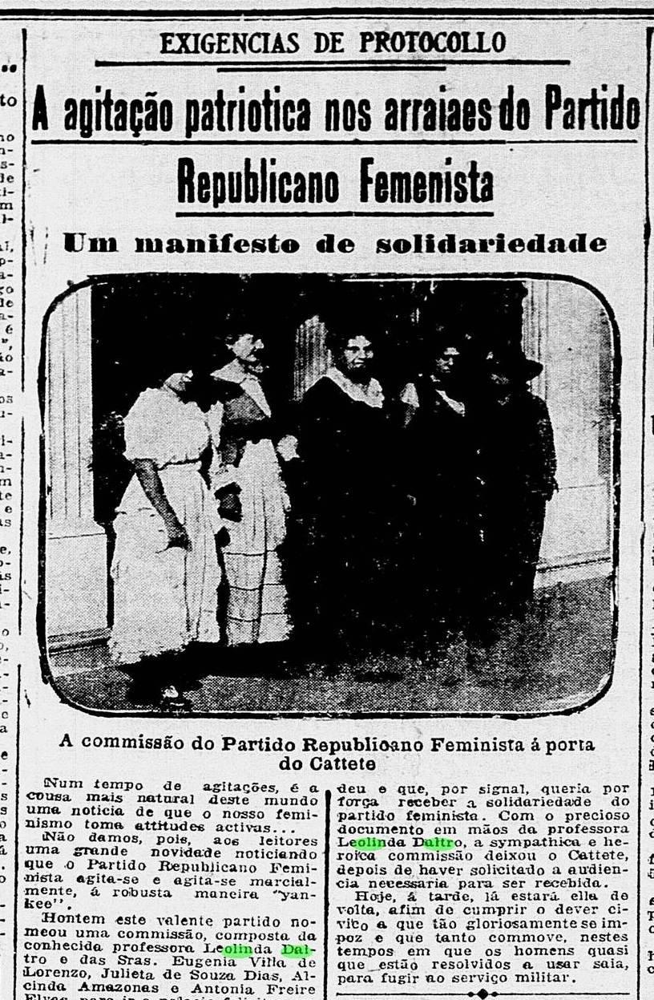 EXIGENCIAS DE PROTOCOLLO
A agitação patriotica nos arraiaes do Partido
Republicano Femenista
Um manifesto de solidariedade
A commissão do Partido Republicano Feminista á porta
do Cattete
Num tempo de agitações, é a
cousa mais natural deste mundo
uma noticia de que o nosso femi-
nismo toma attitudes activas...
Não damos, pois, aos leitores
uma grande novidade noticiando
que o Partido Republicano Femi-
nista agita-se e agita-se marcial-
mente, á robusta maneira "yan-
kee".
Hontem este valente partido no-
meou uma commissão, composta da
conhecida professora Leolinda Dal-
tro e das Sras. Eugenia Villa de
Lorenzo, Julieta de Souza Dias, Al-
cinda Amazonas e Antonia Freire
deu e que, por signal, queria por
força receber a solidariedade do
partido feminista. Com o precioso
documento em mãos da professora
Leolinda Daltro, a sympathica e he-
roica commissão deixou o Cattete,
depois de haver solicitado a audien-
cia necessaria para ser recebida.
Hoje, á tarde, lá estará ella de
volta, afim de cumprir o dever ci-
vico a que tão gloriosamente se im-
poz e que tanto commove, nestes
tempos em que os homens quasi
que estão resolvidos a usar saia,
para fugir ao serviço militar.